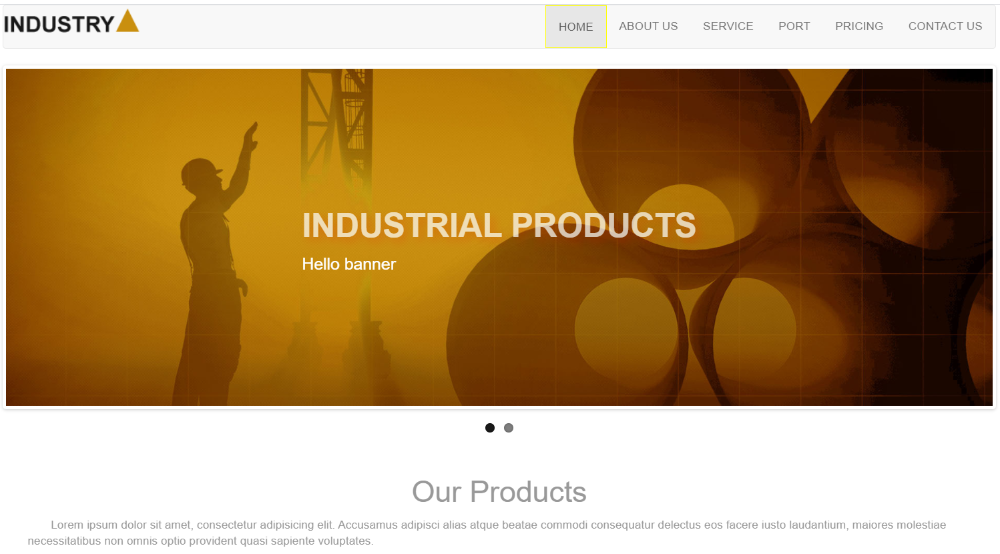 INDUSTRY
HOME ABOUT US SERVICE PORT PRICING CONTACT US
INDUSTRIAL PRODUCTS
Hello banner
Our Products
Lorem ipsum dolor sit amet, consectetur adipisicing elit. Accusamus adipisci alias atque beatae commodi consequatur delectus eos facere iusto laudantium, maiores molestiae
necessitatibus non omnis optio provident quasi sapiente voluptates.